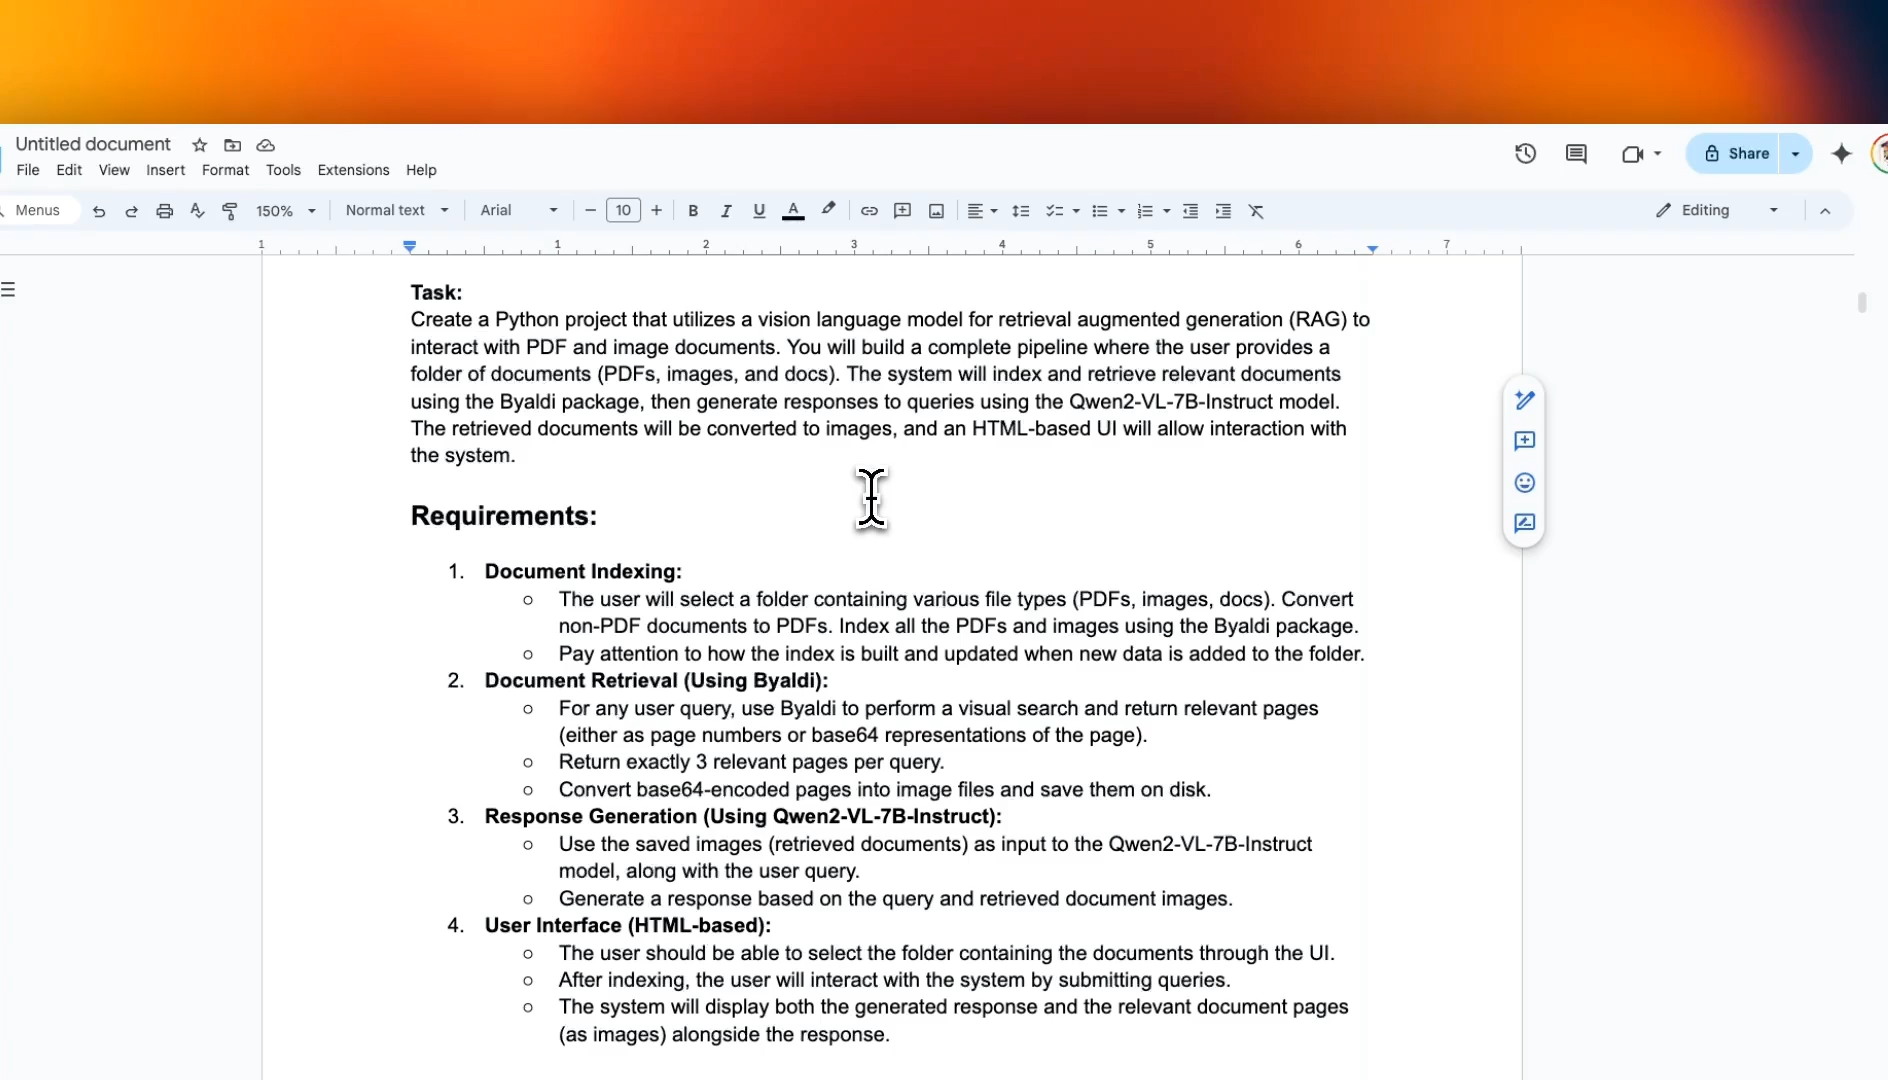 Untitled document
File Edit View Insert Format Tools Extensions Help
Share
Menus 150% Normal text Arial 10 B I U A Editing
1 1 2 3 4 5 6 7
Task:
Create a Python project that utilizes a vision language model for retrieval augmented generation (RAG) to
interact with PDF and image documents. You will build a complete pipeline where the user provides a
folder of documents (PDFs, images, and docs). The system will index and retrieve relevant documents
using the Byaldi package, then generate responses to queries using the Qwen2-VL-7B-Instruct model.
The retrieved documents will be converted to images, and an HTML-based UI will allow interaction with
the system.
Requirements:
1. Document Indexing:
○ The user will select a folder containing various file types (PDFs, images, docs). Convert
non-PDF documents to PDFs. Index all the PDFs and images using the Byaldi package.
○ Pay attention to how the index is built and updated when new data is added to the folder.
2. Document Retrieval (Using Byaldi):
○ For any user query, use Byaldi to perform a visual search and return relevant pages
(either as page numbers or base64 representations of the page).
○ Return exactly 3 relevant pages per query.
○ Convert base64-encoded pages into image files and save them on disk.
3. Response Generation (Using Qwen2-VL-7B-Instruct):
○ Use the saved images (retrieved documents) as input to the Qwen2-VL-7B-Instruct
model, along with the user query.
○ Generate a response based on the query and retrieved document images.
4. User Interface (HTML-based):
○ The user should be able to select the folder containing the documents through the UI.
○ After indexing, the user will interact with the system by submitting queries.
○ The system will display both the generated response and the relevant document pages
(as images) alongside the response.